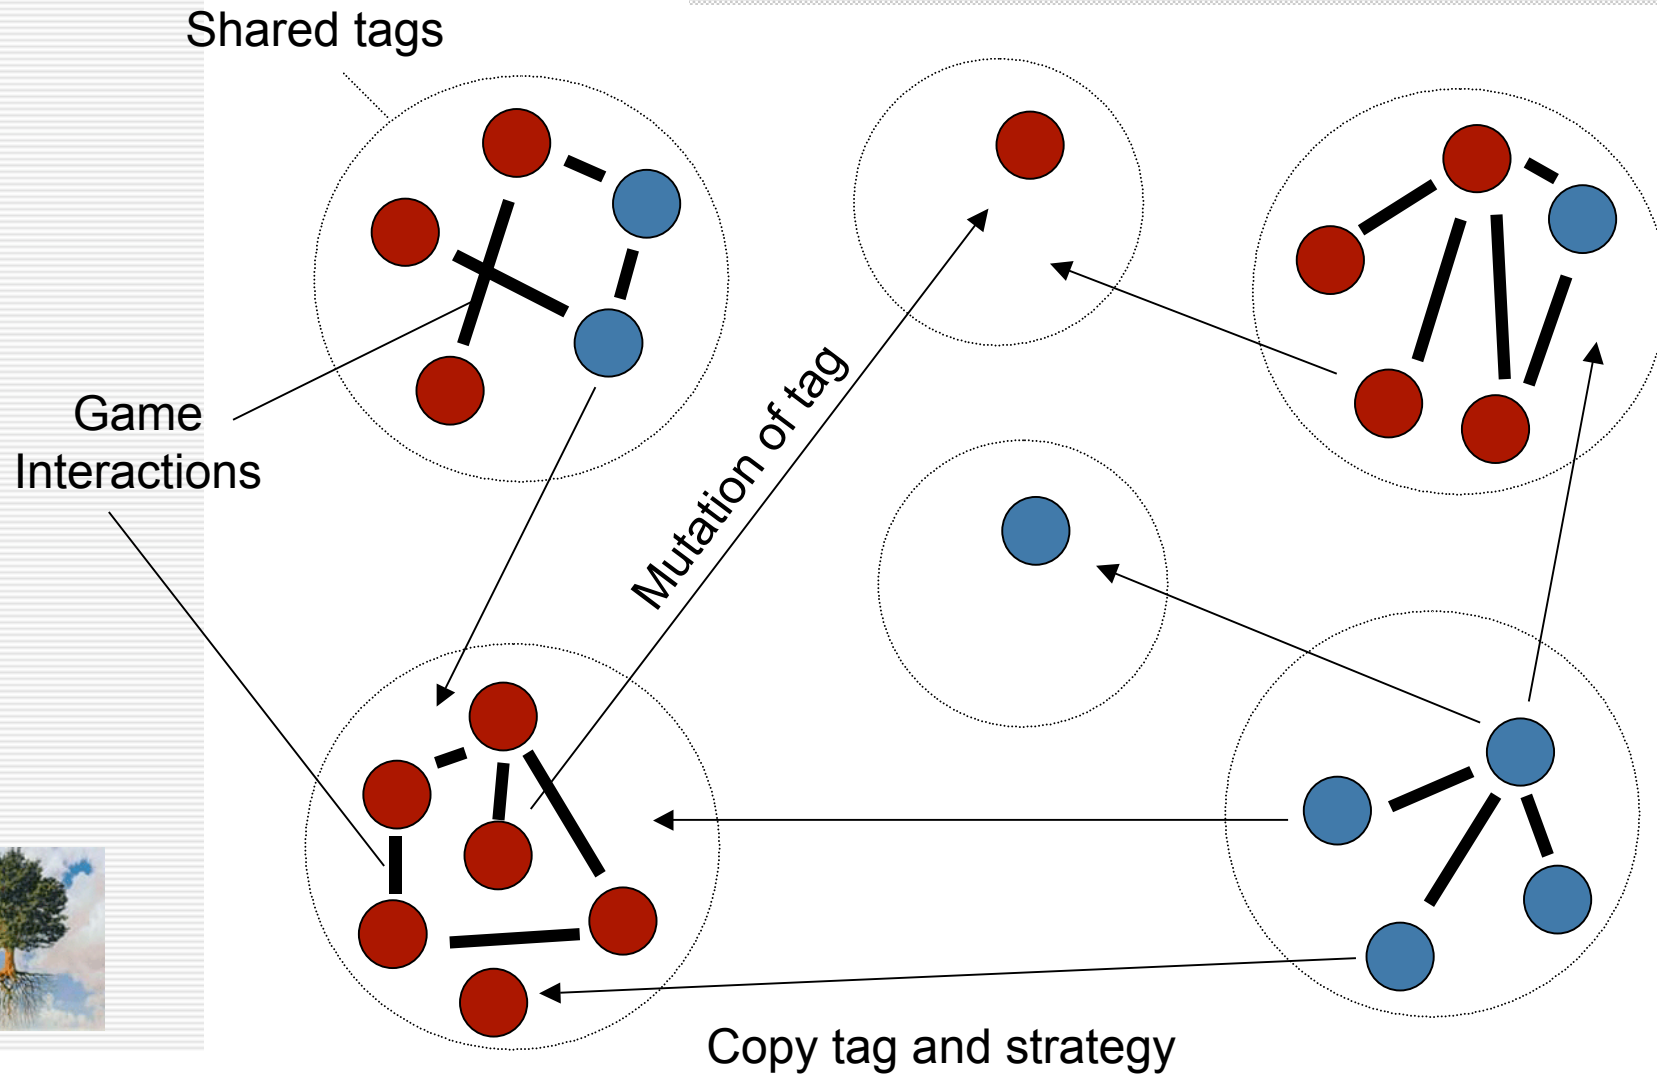 Shared tags
Game
Interactions
Mutation of tag
Copy tag and strategy